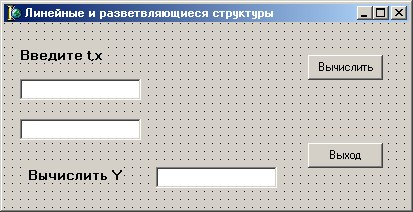 Линейные и разветвляющиеся структуры
Введите t,x
Вычислить
Выход
Вычислить Y